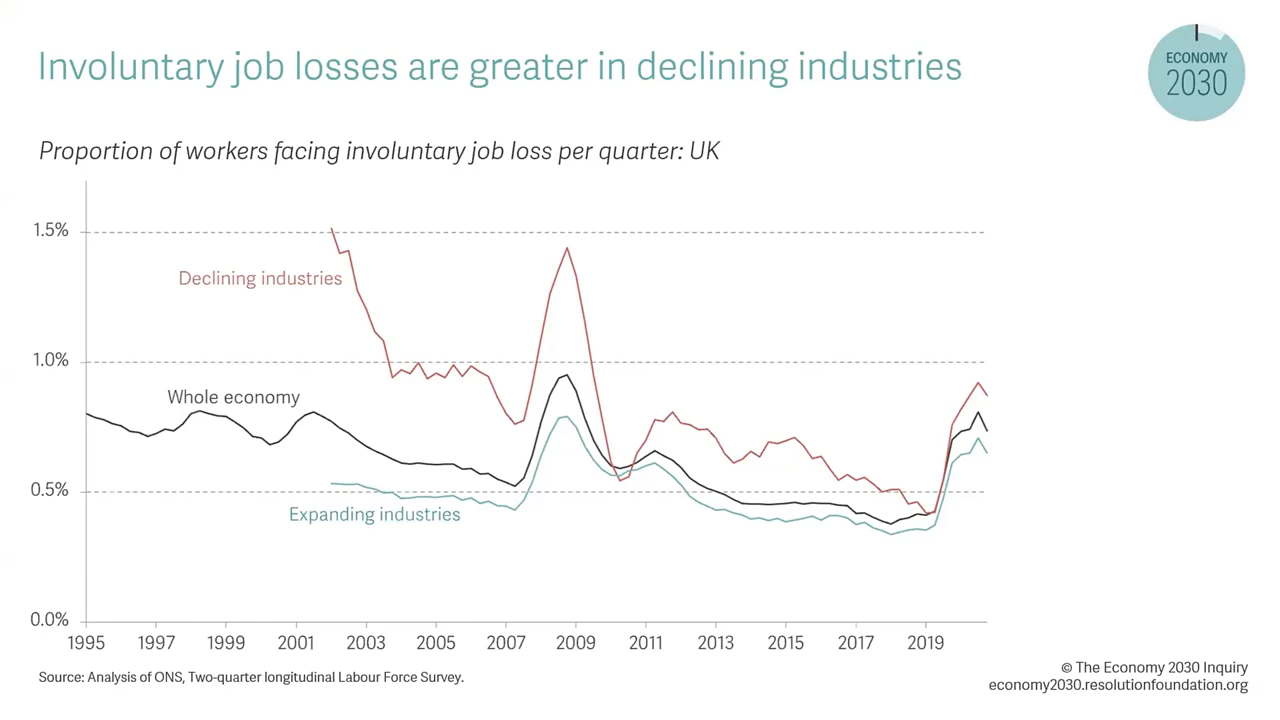 Involuntary job losses are greater in declining industries
ECONOMY
2030
Proportion of workers facing involuntary job loss per quarter: UK
1.5%
Declining industries
1.0%
Whole economy
0.5%
Expanding industries
0.0%
1995 1997 1999 2001 2003 2005 2007 2009 2011 2013 2015 2017 2019
Source: Analysis of ONS, Two-quarter longitudinal Labour Force Survey.
© The Economy 2030 Inquiry
economy2030.resolutionfoundation.org